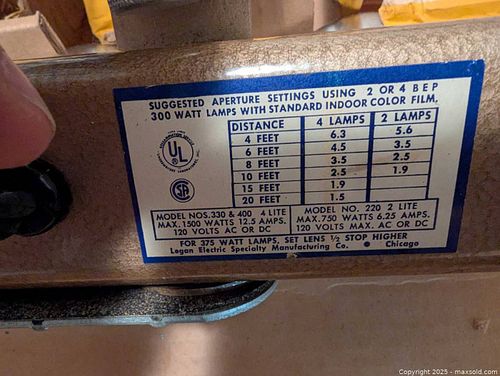 SUGGESTED APERTURE SETTINGS USING 2 OR 4 B E P
300 WATT LAMPS WITH STANDARD INDOOR COLOR FILM.
DISTANCE 4 LAMPS 2 LAMPS
4 FEET 6.3 5.6
6 FEET 4.5 3.5
8 FEET 3.5 2.5
10 FEET 2.5 1.9
15 FEET 1.9
20 FEET 1.5
UL
SA
MODEL NOS. 330 & 400 4 LITE
MAX. 1500 WATTS 12.5 AMPS.
120 VOLTS AC OR DC
MODEL NO. 220 2 LITE
MAX. 750 WATTS 6.25 AMPS.
120 VOLTS MAX. AC OR DC
FOR 375 WATT LAMPS, SET LENS 1/2 STOP HIGHER
Legan Electric Specialty Manufacturing Co. • Chicago
Copyright 2025 - maxsold.com